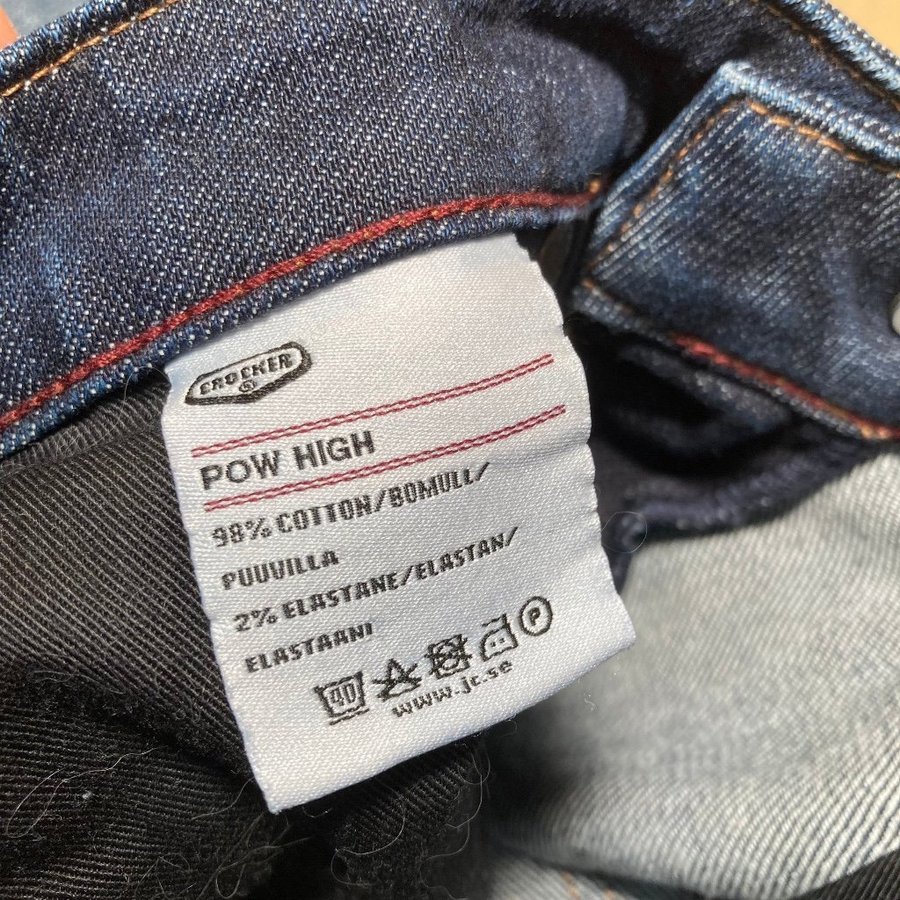 CROCKER
®
POW HIGH
98% COTTON/BOMULL/
PUUVILLA
2% ELASTANE/ELASTAN/
ELASTAANI
40 P
www.jc.se